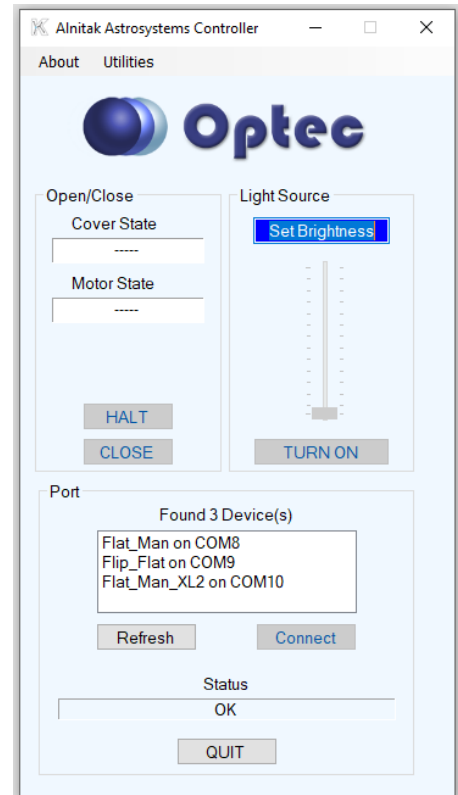 Alnitak Astrosystems Controller
About Utilities
Optec
Open/Close
Cover State
-----
Motor State
-----
HALT
CLOSE
Light Source
Set Brightness
TURN ON
Port
Found 3 Device(s)
Flat_Man on COM8
Flip_Flat on COM9
Flat_Man_XL2 on COM10
Refresh Connect
Status
OK
QUIT